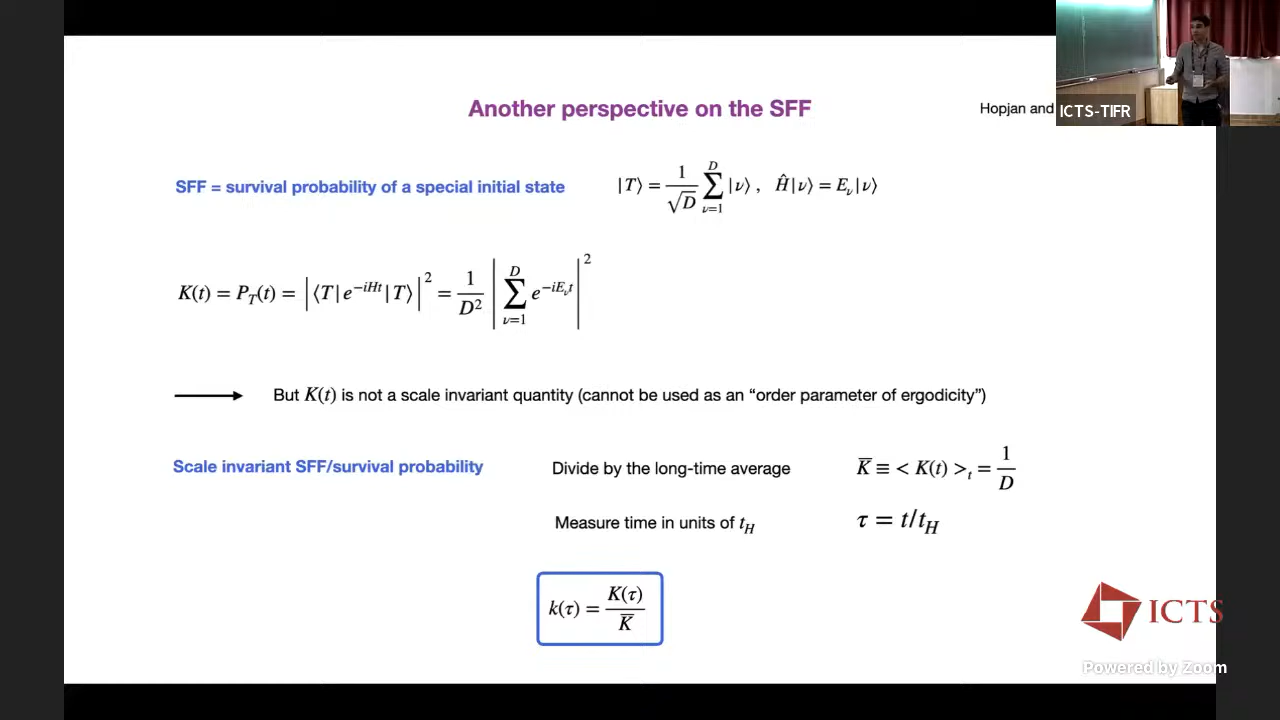 Another perspective on the SFF
Hopjan and
ICTS-TIFR
SFF = survival probability of a special initial state
|T⟩ = 1/√D ∑_{ν=1}^{D} |ν⟩ , Ĥ|ν⟩ = E_ν|ν⟩
K(t) = P_T(t) = |⟨T| e^{-iHt} |T⟩|^2 = 1/D^2 |∑_{ν=1}^{D} e^{-iE_νt}|^2
But K(t) is not a scale invariant quantity (cannot be used as an “order parameter of ergodicity”)
Scale invariant SFF/survival probability
Divide by the long-time average
K̅ ≡ < K(t) >_t = 1/D
Measure time in units of t_H
τ = t/t_H
k(τ) = K(τ)/K̅
ICTS
Powered by Zoom